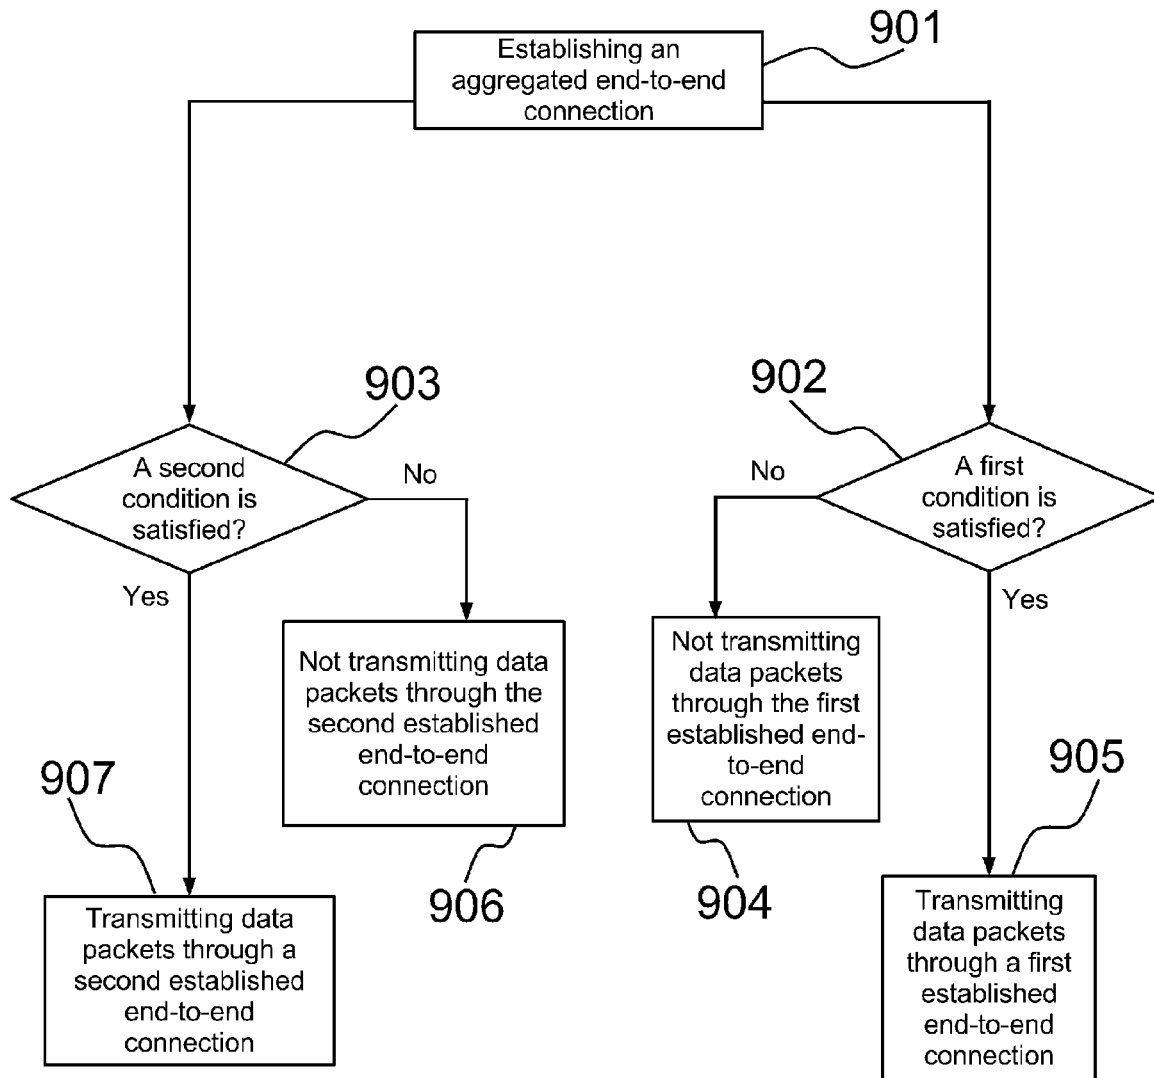 901
Establishing an
aggregated end-to-end
connection
903
902
A second
condition is
satisfied?
No
No
A first
condition is
satisfied?
Yes
Yes
Not transmitting data
packets through the
second established
end-to-end
connection
Not transmitting
data packets
through the first
established end-
to-end
connection
907
905
906
904
Transmitting data
packets through a
second established
end-to-end
connection
Transmitting
data packets
through a first
established
end-to-end
connection